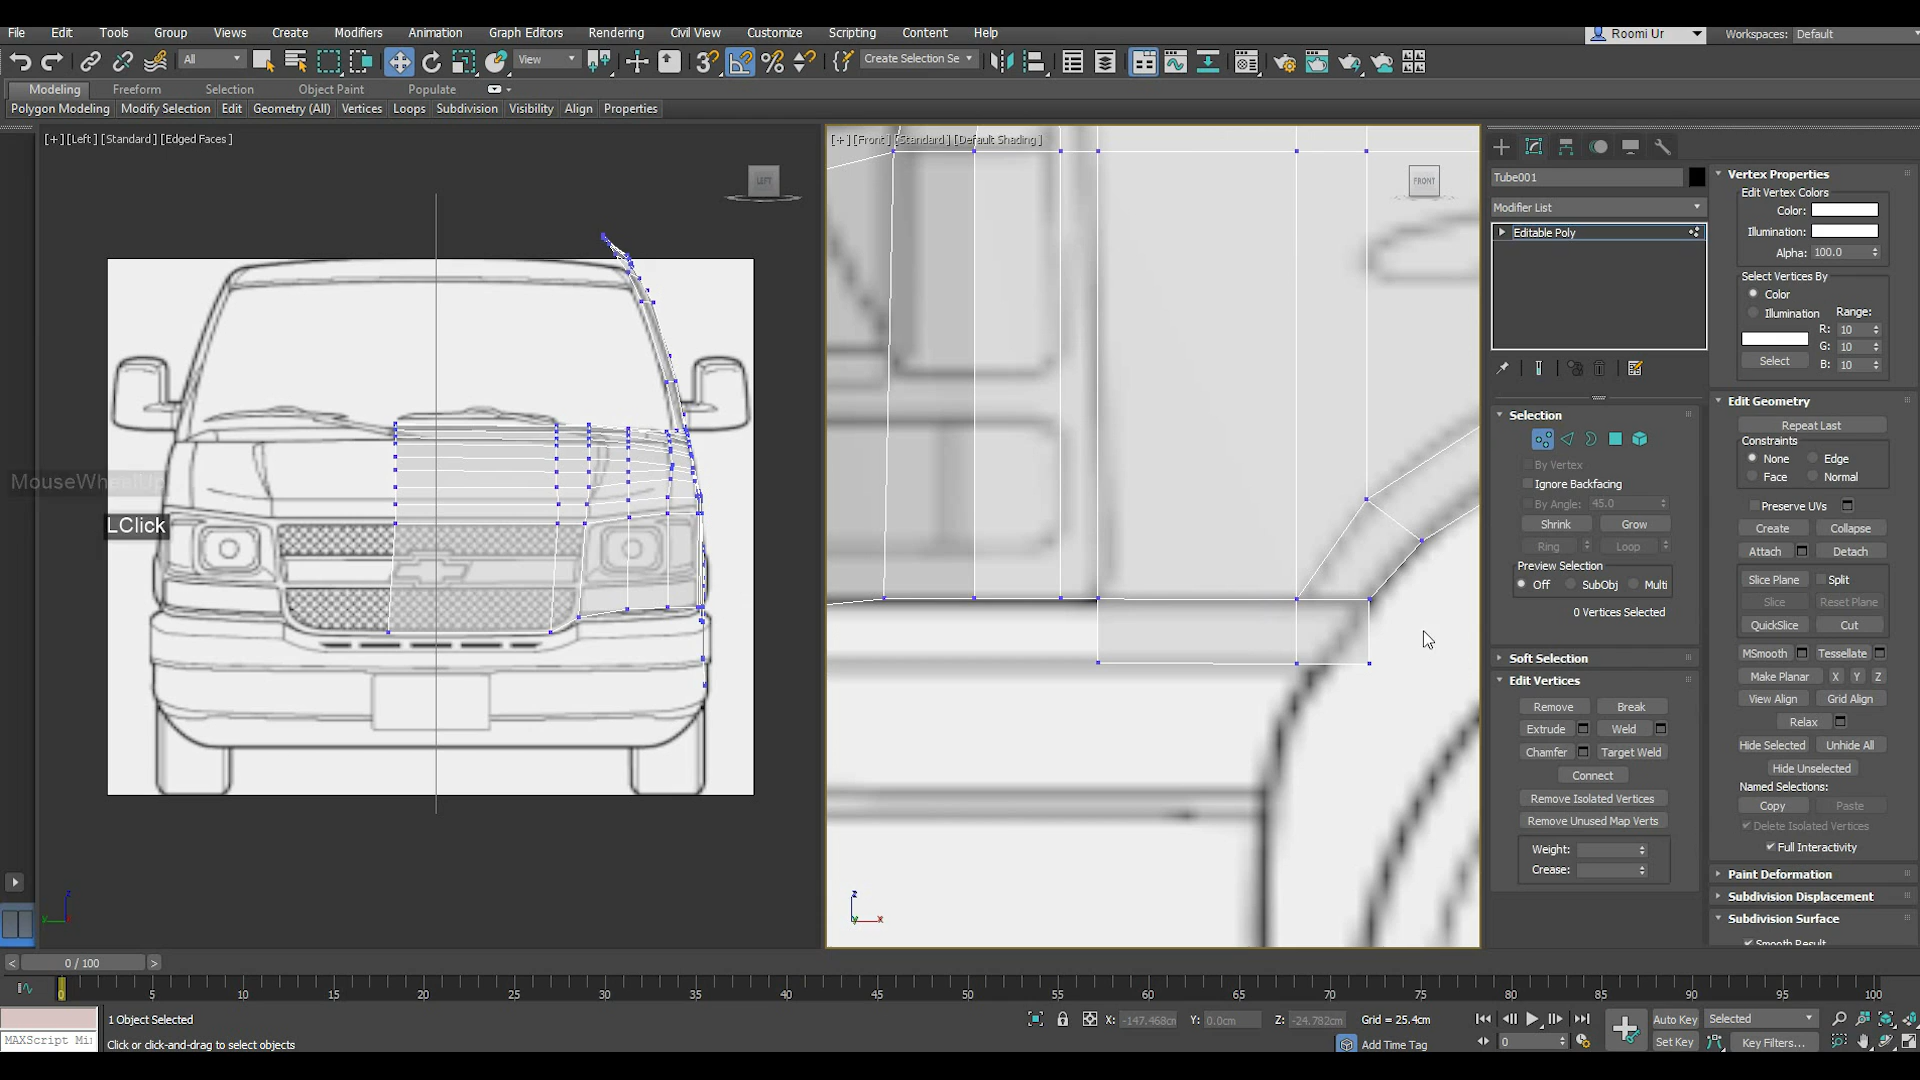 File Edit Tools Group Views Create Modifiers Animation Graph Editors Rendering Civil View Customize Scripting Content Help
Roomi Ur Workspaces: Default
All View Create Selection Se
Modeling Freeform Selection Object Paint Populate
Polygon Modeling Modify Selection Edit Geometry (All) Vertices Loops Subdivision Visibility Align Properties
[+] [Left ] [Standard ] [Edged Faces ]
[+] [Front ] [Standard ] [Default Shading ]
LEFT
FRONT
MouseWheelUp
LClick
Tube001
Modifier List
Editable Poly
Selection
By Vertex
Ignore Backfacing
By Angle: 45.0
Shrink Grow
Ring Loop
Preview Selection
Off SubObj Multi
0 Vertices Selected
Soft Selection
Edit Vertices
Remove Break
Extrude Weld
Chamfer Target Weld
Connect
Remove Isolated Vertices
Remove Unused Map Verts
Weight:
Crease:
Vertex Properties
Edit Vertex Colors
Color:
Illumination:
Alpha: 100.0
Select Vertices By
Color
Illumination Range:
R: 10
G: 10
Select B: 10
Edit Geometry
Repeat Last
Constraints
None Edge
Face Normal
Preserve UVs
Create Collapse
Attach Detach
Slice Plane Split
Slice Reset Plane
QuickSlice Cut
MSmooth Tessellate
Make Planar X Y Z
View Align Grid Align
Relax
Hide Selected Unhide All
Hide Unselected
Named Selections:
Copy Paste
Delete Isolated Vertices
Full Interactivity
Paint Deformation
Subdivision Displacement
Subdivision Surface
Smooth Result
z y
z y x
< 0 / 100 >
0 5 10 15 20 25 30 35 40 45 50 55 60 65 70 75 80 85 90 95 100
1 Object Selected X: -147.468cm Y: 0.0cm Z: -24.782cm Grid = 25.4cm Auto Key Selected
MAXScript Mi Click or click-and-drag to select objects Add Time Tag 0 Set Key Key Filters...